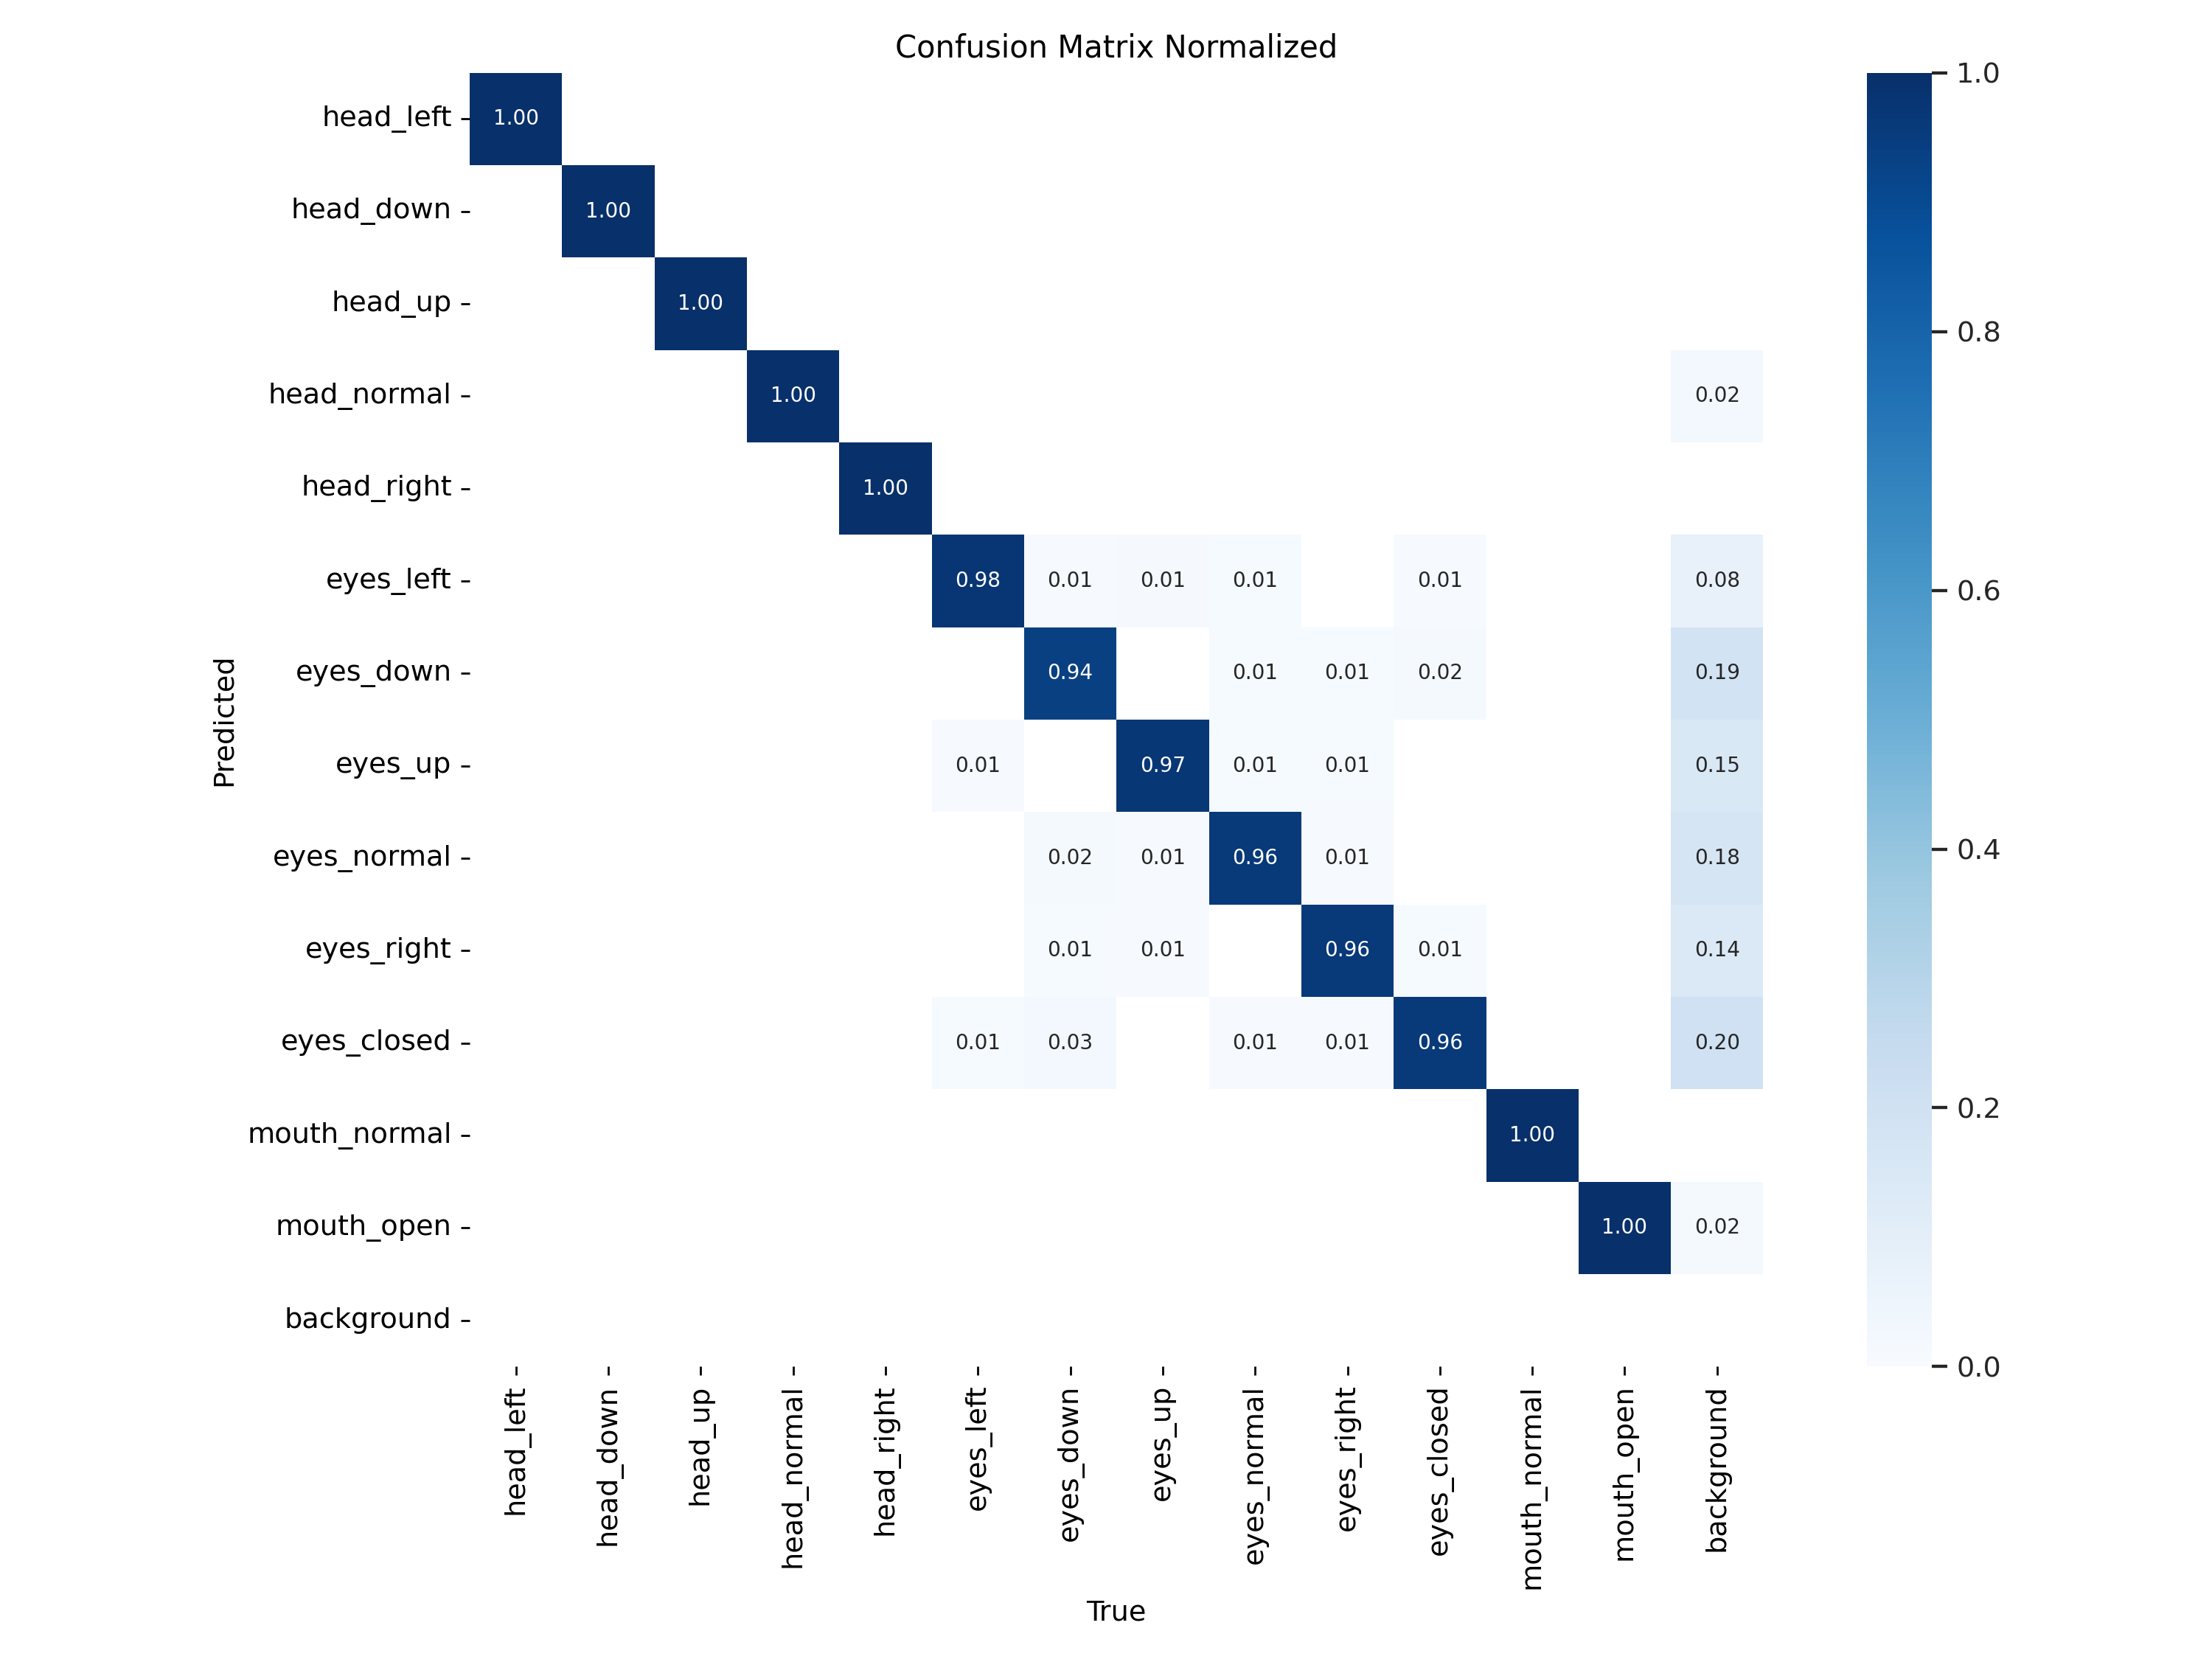 Confusion Matrix Normalized
head_left 1.00
head_down 1.00
head_up 1.00
head_normal 1.00 0.02
head_right 1.00
eyes_left 0.98 0.01 0.01 0.01 0.01 0.08
eyes_down 0.94 0.01 0.01 0.02 0.19
eyes_up 0.01 0.97 0.01 0.01 0.15
eyes_normal 0.02 0.01 0.96 0.01 0.18
eyes_right 0.01 0.01 0.96 0.01 0.14
eyes_closed 0.01 0.03 0.01 0.01 0.96 0.20
mouth_normal 1.00
mouth_open 1.00 0.02
background
Predicted
head_left
head_down
head_up
head_normal
head_right
eyes_left
eyes_down
eyes_up
eyes_normal
eyes_right
eyes_closed
mouth_normal
mouth_open
background
True
1.0
0.8
0.6
0.4
0.2
0.0